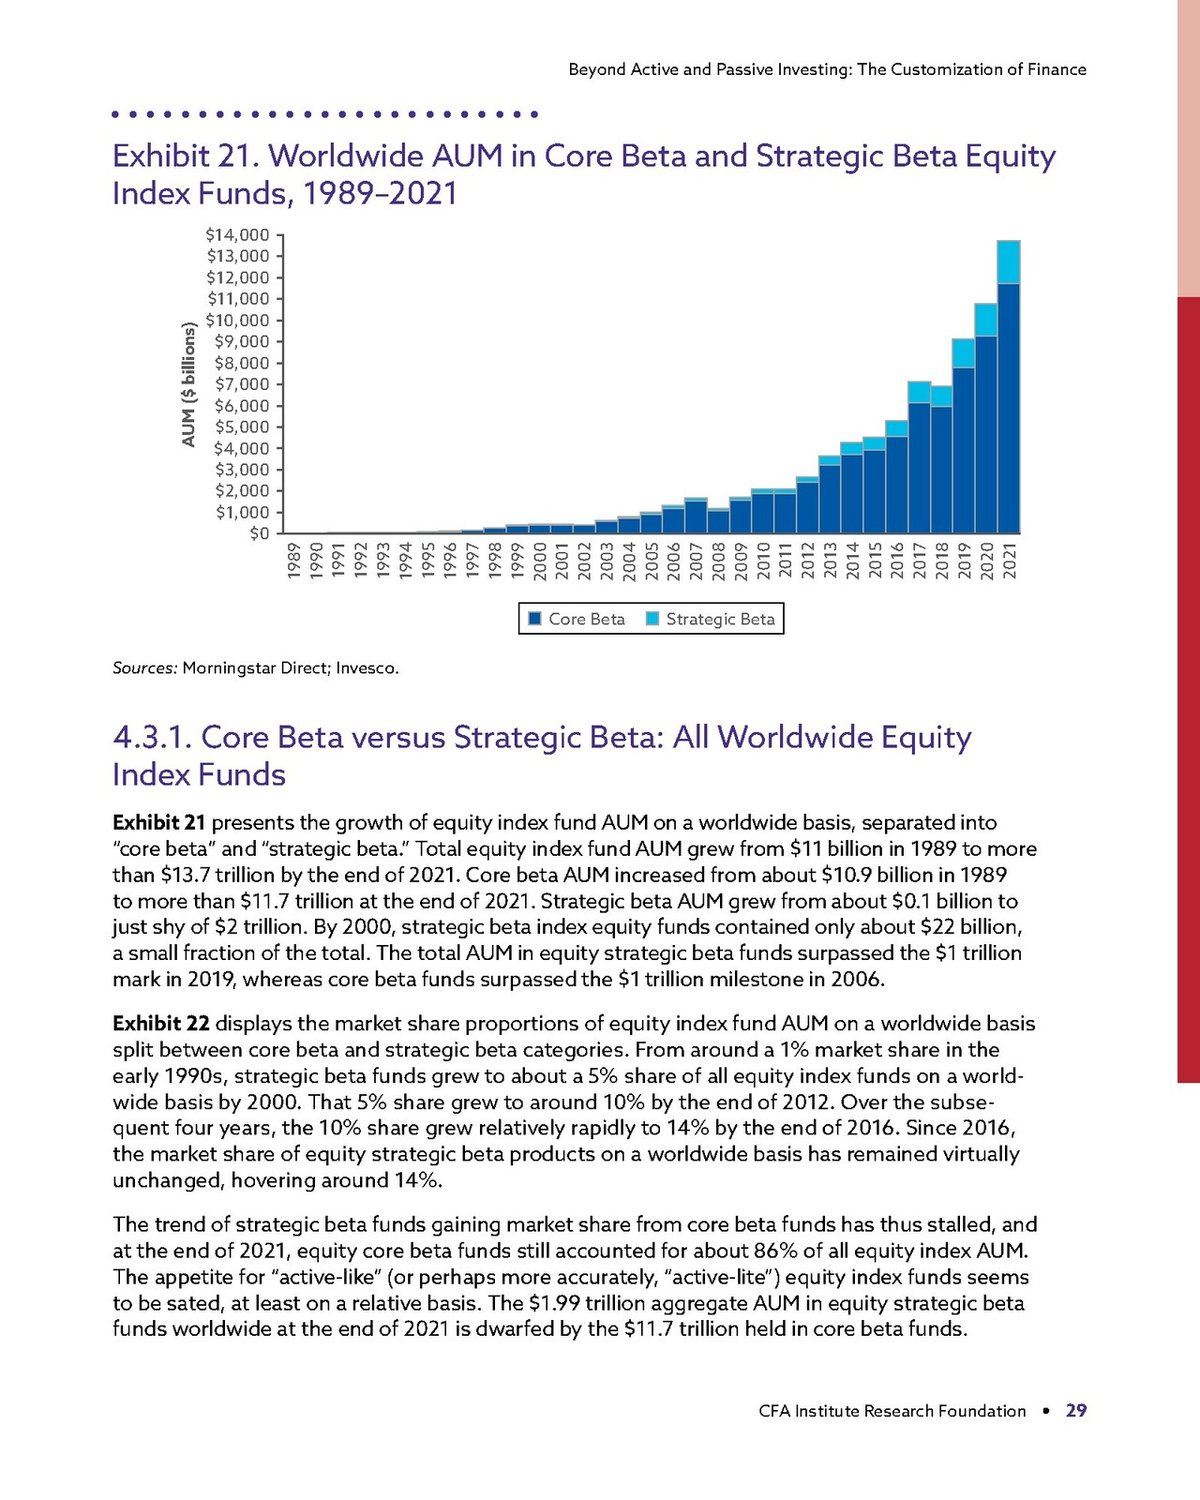 Beyond Active and Passive Investing: The Customization of Finance
Exhibit 21. Worldwide AUM in Core Beta and Strategic Beta Equity
Index Funds, 1989–2021
AUM ($ billions)
$14,000
$13,000
$12,000
$11,000
$10,000
$9,000
$8,000
$7,000
$6,000
$5,000
$4,000
$3,000
$2,000
$1,000
$0
1989 1990 1991 1992 1993 1994 1995 1996 1997 1998 1999 2000 2001 2002 2003 2004 2005 2006 2007 2008 2009 2010 2011 2012 2013 2014 2015 2016 2017 2018 2019 2020 2021
Core Beta Strategic Beta
Sources: Morningstar Direct; Invesco.
4.3.1. Core Beta versus Strategic Beta: All Worldwide Equity
Index Funds
Exhibit 21 presents the growth of equity index fund AUM on a worldwide basis, separated into
“core beta” and “strategic beta.” Total equity index fund AUM grew from $11 billion in 1989 to more
than $13.7 trillion by the end of 2021. Core beta AUM increased from about $10.9 billion in 1989
to more than $11.7 trillion at the end of 2021. Strategic beta AUM grew from about $0.1 billion to
just shy of $2 trillion. By 2000, strategic beta index equity funds contained only about $22 billion,
a small fraction of the total. The total AUM in equity strategic beta funds surpassed the $1 trillion
mark in 2019, whereas core beta funds surpassed the $1 trillion milestone in 2006.
Exhibit 22 displays the market share proportions of equity index fund AUM on a worldwide basis
split between core beta and strategic beta categories. From around a 1% market share in the
early 1990s, strategic beta funds grew to about a 5% share of all equity index funds on a world-
wide basis by 2000. That 5% share grew to around 10% by the end of 2012. Over the subse-
quent four years, the 10% share grew relatively rapidly to 14% by the end of 2016. Since 2016,
the market share of equity strategic beta products on a worldwide basis has remained virtually
unchanged, hovering around 14%.
The trend of strategic beta funds gaining market share from core beta funds has thus stalled, and
at the end of 2021, equity core beta funds still accounted for about 86% of all equity index AUM.
The appetite for “active-like” (or perhaps more accurately, “active-lite”) equity index funds seems
to be sated, at least on a relative basis. The $1.99 trillion aggregate AUM in equity strategic beta
funds worldwide at the end of 2021 is dwarfed by the $11.7 trillion held in core beta funds.
CFA Institute Research Foundation • 29